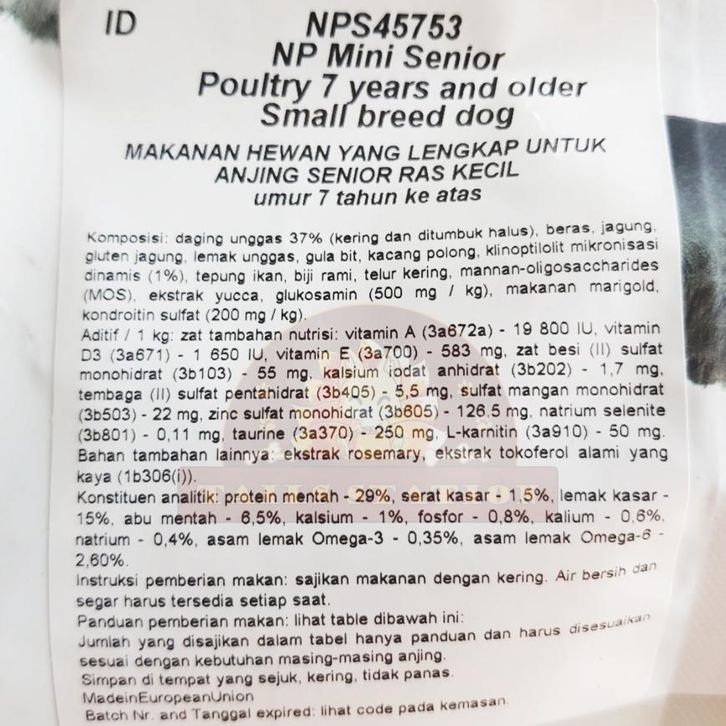 ID
NPS45753
NP Mini Senior
Poultry 7 years and older
Small breed dog
MAKANAN HEWAN YANG LENGKAP UNTUK
ANJING SENIOR RAS KECIL
umur 7 tahun ke atas
Komposisi: daging unggas 37% (kering dan ditumbuk halus), beras, jagung,
gluten jagung, lemak unggas, gula bit, kacang polong, klinoptilolit mikronisasi
dinamis (1%), tepung ikan, biji rami, telur kering, mannan-oligosaccharides
(MOS), ekstrak yucca, glukosamin (500 mg / kg), makanan marigold,
kondroitin sulfat (200 mg / kg).
Aditif / 1 kg: zat tambahan nutrisi: vitamin A (3a672a) - 19 800 IU, vitamin
D3 (3a671) - 1 650 IU, vitamin E (3a700) - 583 mg, zat besi (II) sulfat
monohidrat (3b103) - 55 mg, kalsium iodat anhidrat (3b202) - 1,7 mg,
tembaga (II) sulfat pentahidrat (3b405) - 5,5 mg, sulfat mangan monohidrat
(3b503) - 22 mg, zinc sulfat monohidrat (3b605) - 126,5 mg, natrium selenite
(3b801) - 0,11 mg, taurine (3a370) - 250 mg, L-karnitin (3a910) - 50 mg.
Bahan tambahan lainnya: ekstrak rosemary, ekstrak tokoferol alami yang
kaya (1b306(i)).
TAILS STATION
Konstituen analitik: protein mentah - 29%, serat kasar - 1,5%, lemak kasar -
15%, abu mentah - 6,5%, kalsium - 1%, fosfor - 0,8%, kalium - 0,6%,
natrium - 0,4%, asam lemak Omega-3 - 0,35%, asam lemak Omega-6 -
2,60%.
Instruksi pemberian makan: sajikan makanan dengan kering. Air bersih dan
segar harus tersedia setiap saat.
Panduan pemberian makan: lihat table dibawah ini:
Jumlah yang disajikan dalam tabel hanya panduan dan harus disesuaikan
sesuai dengan kebutuhan masing-masing anjing.
Simpan di tempat yang sejuk, kering, tidak panas.
MadeinEuropeanUnion
Batch Nr. and Tanggal expired: lihat code pada kemasan.